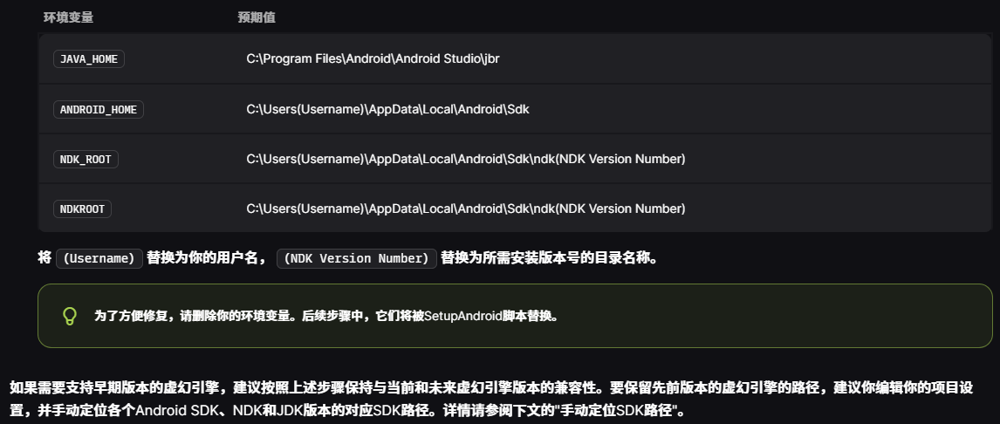 环境变量 预期值
JAVA_HOME C:\Program Files\Android\Android Studio\jbr
ANDROID_HOME C:\Users(Username)\AppData\Local\Android\Sdk
NDK_ROOT C:\Users(Username)\AppData\Local\Android\Sdk\ndk(NDK Version Number)
NDKROOT C:\Users(Username)\AppData\Local\Android\Sdk\ndk(NDK Version Number)
将 (Username) 替换为你的用户名， (NDK Version Number) 替换为所需安装版本号的目录名称。
为了方便修复，请删除你的环境变量。后续步骤中，它们将被SetupAndroid脚本替换。
如果需要支持早期版本的虚幻引擎，建议按照上述步骤保持与当前和未来虚幻引擎版本的兼容性。要保留先前版本的虚幻引擎的路径，建议你编辑你的项目设
置，并手动定位各个Android SDK、NDK和JDK版本的对应SDK路径。详情请参阅下文的"手动定位SDK路径"。